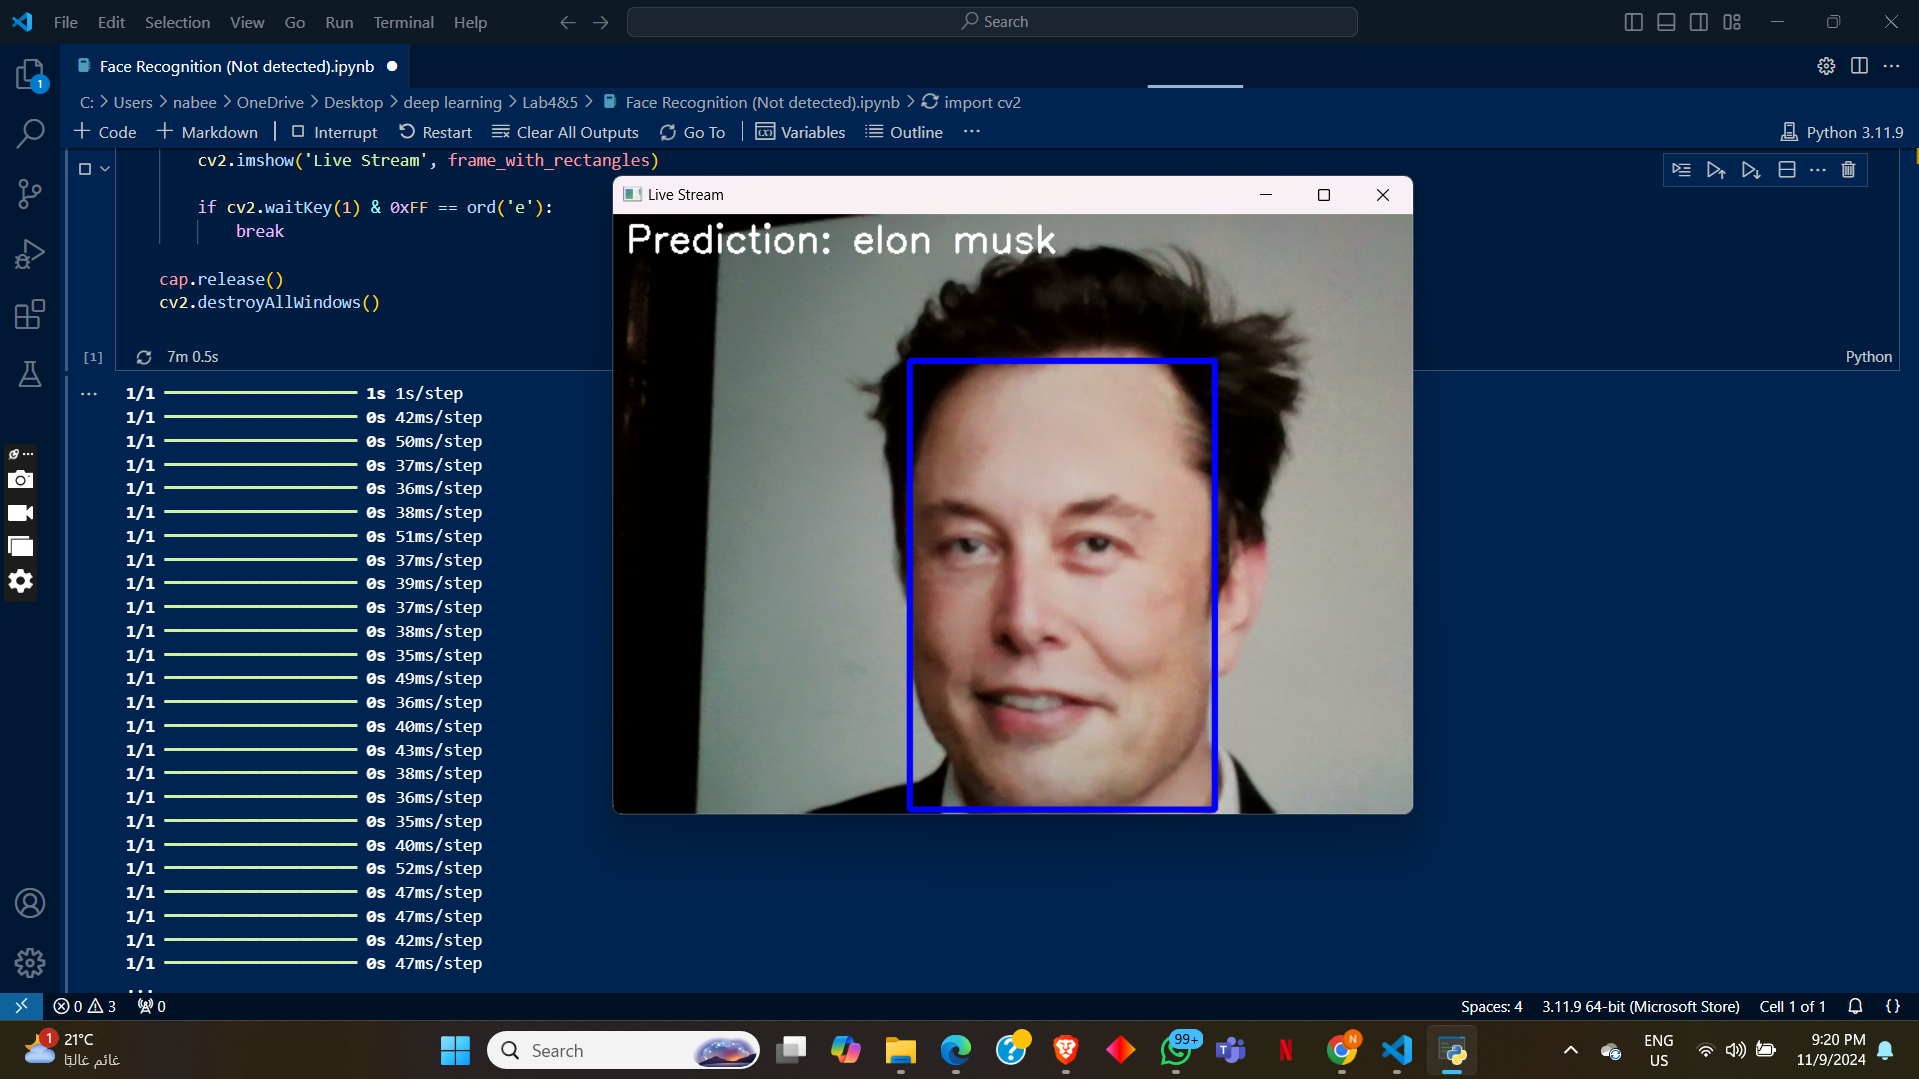 File Edit Selection View Go Run Terminal Help
Search
Face Recognition (Not detected).ipynb
1
C: > Users > nabee > OneDrive > Desktop > deep learning > Lab4&5 > Face Recognition (Not detected).ipynb > import cv2
+ Code + Markdown | Interrupt Restart Clear All Outputs Go To | Variables Outline ... Python 3.11.9
cv2.imshow('Live Stream', frame_with_rectangles)
if cv2.waitKey(1) & 0xFF == ord('e'):
break
cap.release()
cv2.destroyAllWindows()
[1] 7m 0.5s
Python
Live Stream
Prediction: elon musk
... 1/1 1s 1s/step
1/1 0s 42ms/step
1/1 0s 50ms/step
1/1 0s 37ms/step
1/1 0s 36ms/step
1/1 0s 38ms/step
1/1 0s 51ms/step
1/1 0s 37ms/step
1/1 0s 39ms/step
1/1 0s 37ms/step
1/1 0s 38ms/step
1/1 0s 35ms/step
1/1 0s 49ms/step
1/1 0s 36ms/step
1/1 0s 40ms/step
1/1 0s 43ms/step
1/1 0s 38ms/step
1/1 0s 36ms/step
1/1 0s 35ms/step
1/1 0s 40ms/step
1/1 0s 52ms/step
1/1 0s 47ms/step
1/1 0s 47ms/step
1/1 0s 42ms/step
1/1 0s 47ms/step
...
0 3 0 Spaces: 4 3.11.9 64-bit (Microsoft Store) Cell 1 of 1 {}
1 21°C
غائم غالبًا
Search
99+
N
N
ENG
US
9:20 PM
11/9/2024